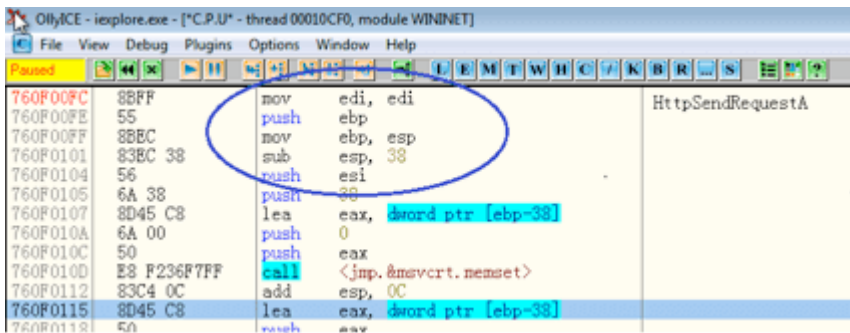 OllyICE - iexplore.exe - [*C.P.U* - thread 00010CF0, module WININET]
File View Debug Plugins Options Window Help
Paused L E M T W H C / K B R ... S ?
760F00FC 8BFF mov edi, edi HttpSendRequestA
760F00FE 55 push ebp
760F00FF 8BEC mov ebp, esp
760F0101 83EC 38 sub esp, 38
760F0104 56 push esi
760F0105 6A 38 push 38
760F0107 8D45 C8 lea eax, dword ptr [ebp-38]
760F010A 6A 00 push 0
760F010C 50 push eax
760F010D E8 F236F7FF call <jmp.&msvcrt.memset>
760F0112 83C4 0C add esp, 0C
760F0115 8D45 C8 lea eax, dword ptr [ebp-38]
760F0118 50 push eax